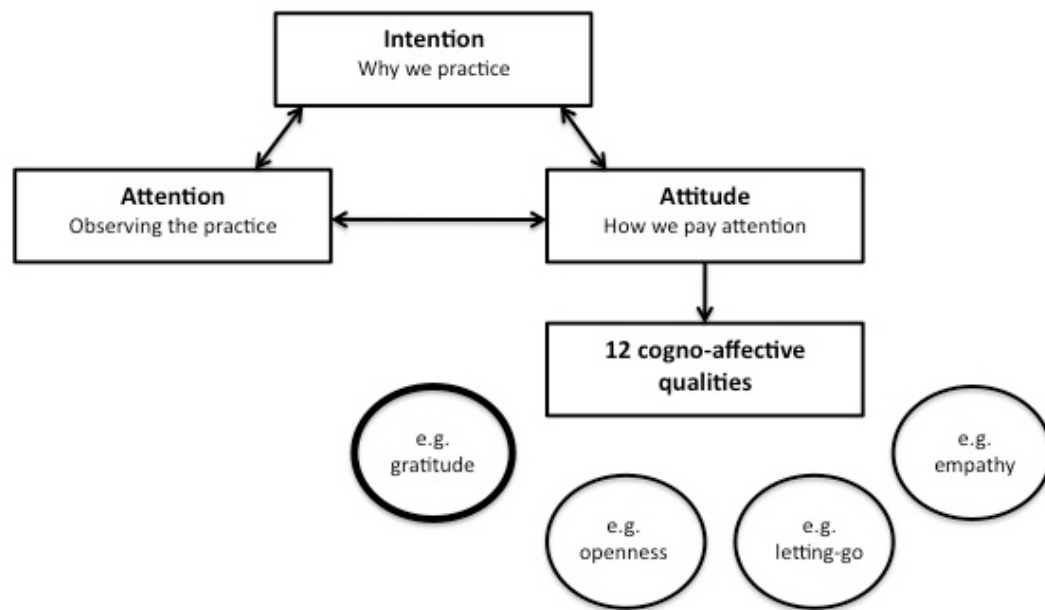 Intention
Why we practice
Attention
Observing the practice
Attitude
How we pay attention
12 cogno-affective
qualities
e.g.
gratitude
e.g.
empathy
e.g.
openness
e.g.
letting-go